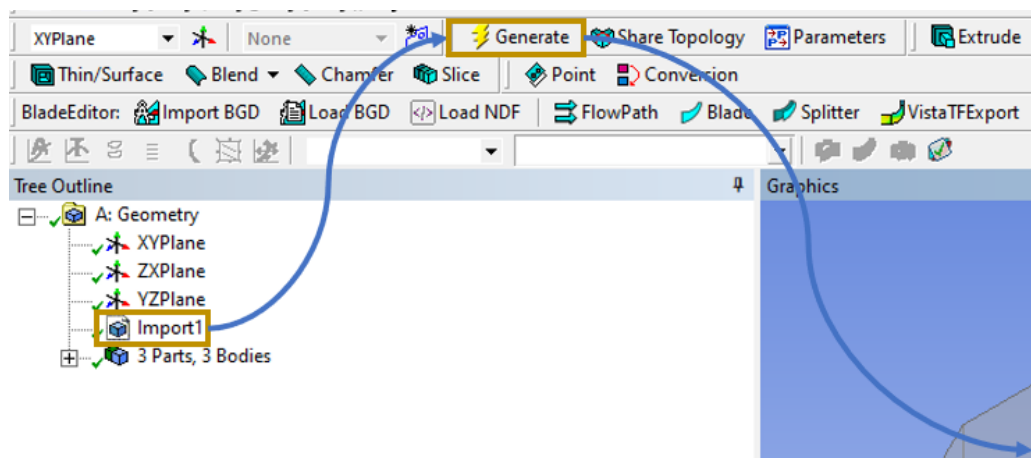 XYPlane None Generate Share Topology Parameters Extrude
Thin/Surface Blend Chamfer Slice Point Conversion
BladeEditor: Import BGD Load BGD Load NDF FlowPath Blade Splitter VistaTFExport
Tree Outline Graphics
A: Geometry
XYPlane
ZXPlane
YZPlane
Import1
3 Parts, 3 Bodies